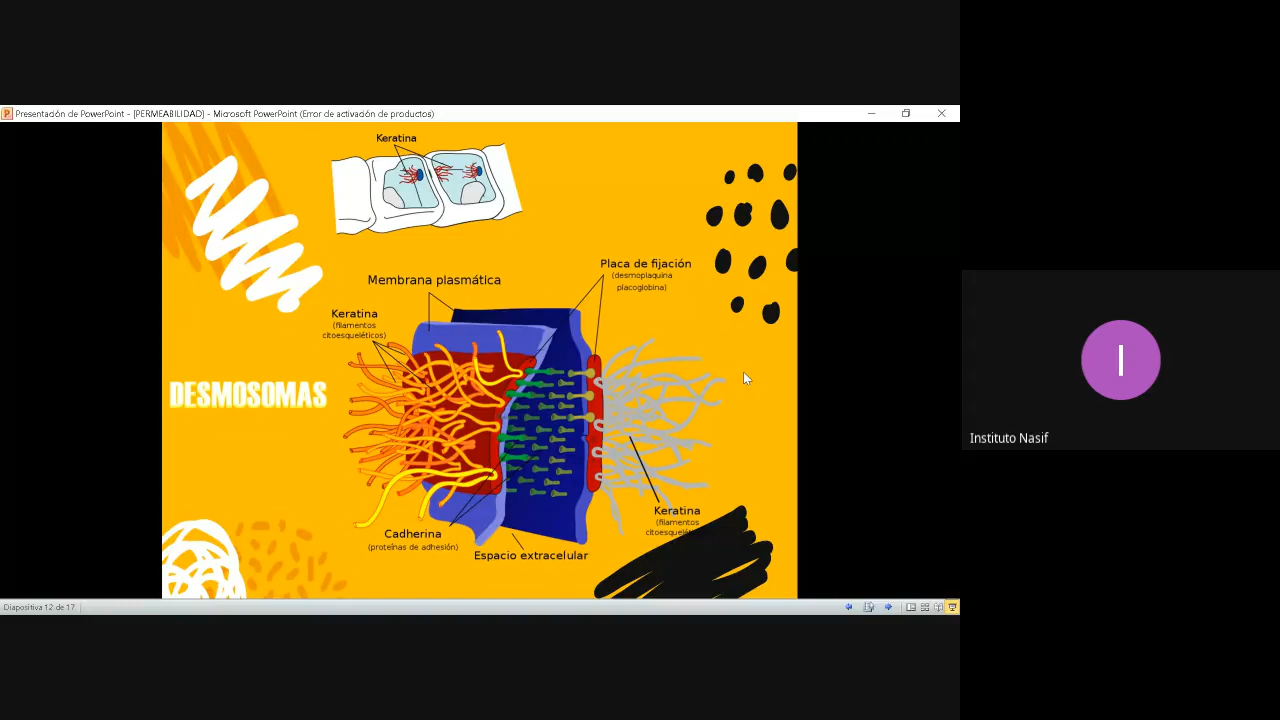 Presentación de PowerPoint - [PERMEABILIDAD] - Microsoft PowerPoint (Error de activación de productos)
Keratina
Placa de fijación
(desmoplaquina
placoglobina)
Membrana plasmática
Keratina
(filamentos
citoesqueléticos)
DESMOSOMAS
Keratina
(filamentos
Cadherina
(proteínas de adhesión)
Espacio extracelular
Diapositiva 12 de 17
I
Instituto Nasif